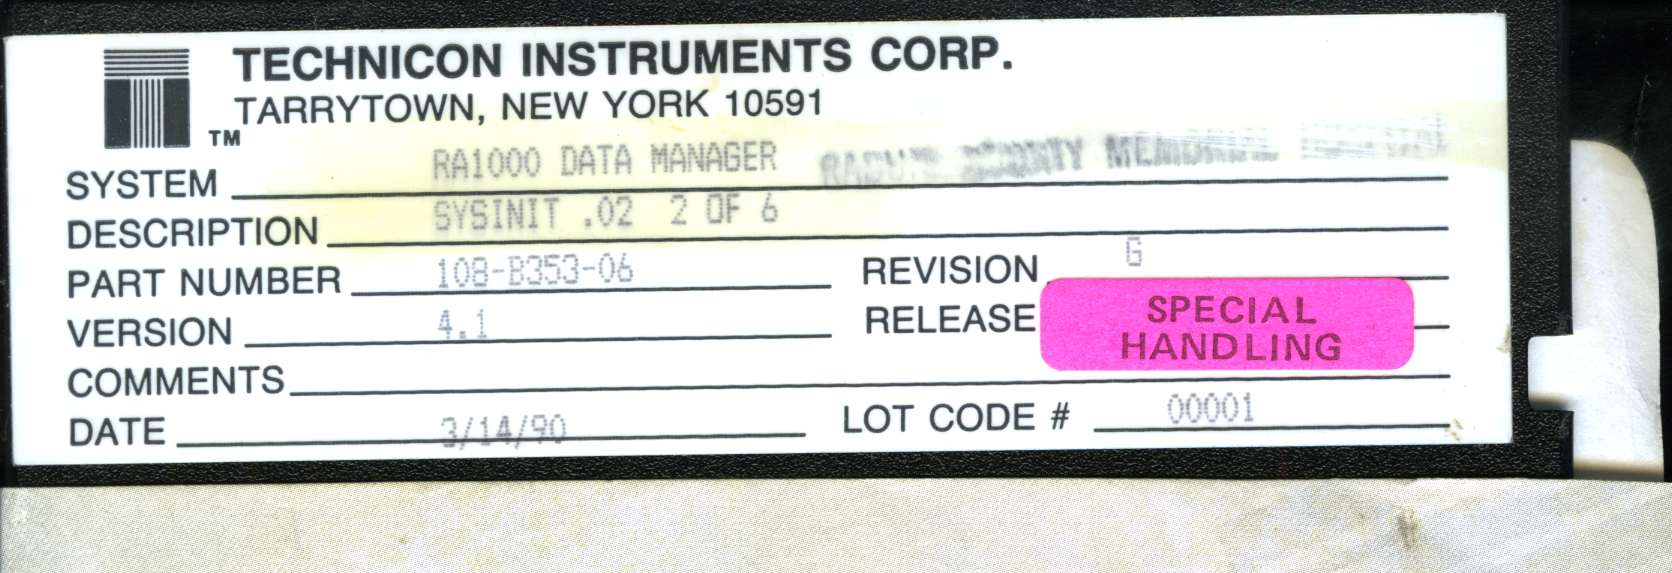 TECHNICON INSTRUMENTS CORP.
TARRYTOWN, NEW YORK 10591
TM
SYSTEM RA1000 DATA MANAGER COUNTY MEMORIAL
DESCRIPTION SYSINIT .02 2 OF 6
PART NUMBER 108-B353-06 REVISION G
VERSION 4.1 RELEASE SPECIAL HANDLING
COMMENTS
DATE 3/14/90 LOT CODE # 00001